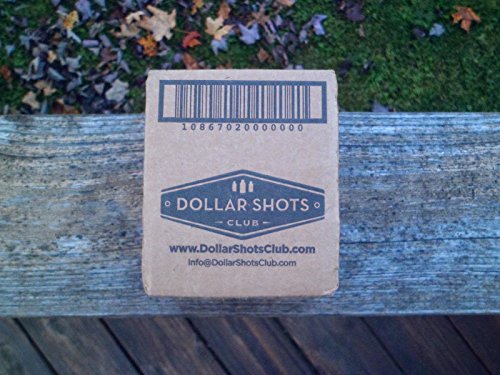 10867020000000
DOLLAR SHOTS
CLUB
www.DollarShotsClub.com
Info@DollarShotsClub.com